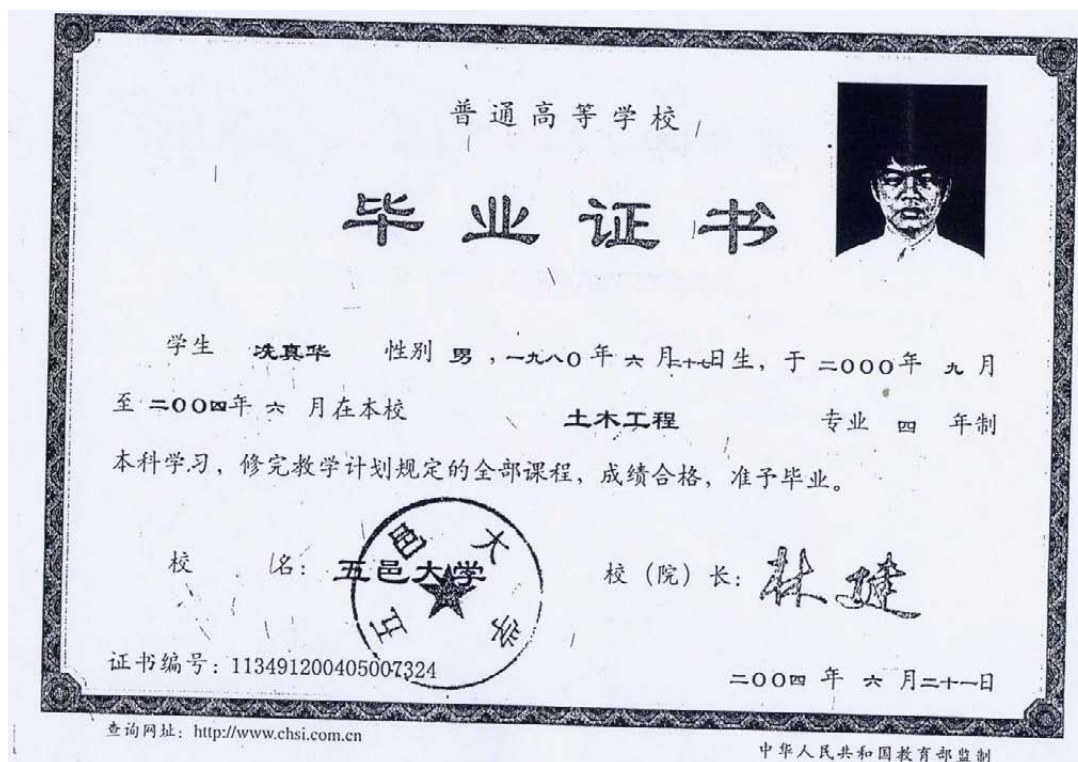 普通高等学校
毕业证书
学生 冼真华 性别 男，一九八〇年 六 月二十七日生，于 二〇〇〇年 九 月
至 二〇〇四年 六 月在本校 土木工程 专业 四 年制
本科学习，修完教学计划规定的全部课程，成绩合格，准予毕业。
校 名：五邑大学 校（院）长：林健
五邑大学
证书编号：113491200405007324
二〇〇四 年 六 月二十一日
查询网址：http://www.chsi.com.cn
中华人民共和国教育部监制